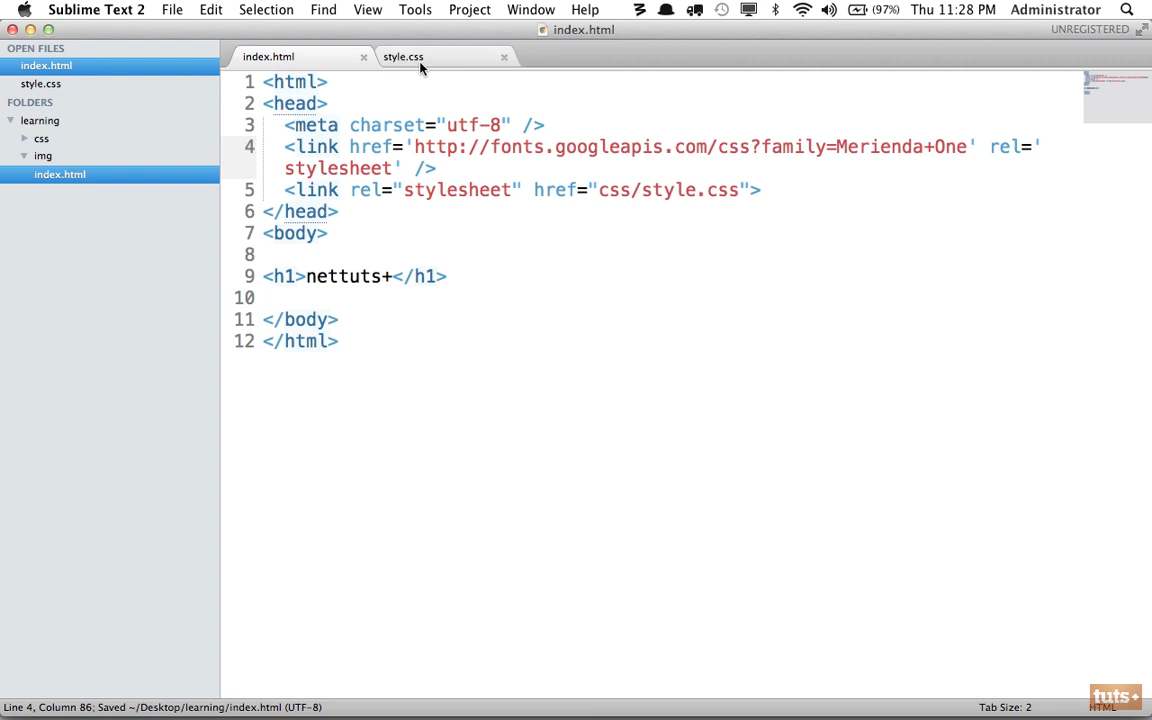 Sublime Text 2 File Edit Selection Find View Tools Project Window Help (97%) Thu 11:28 PM Administrator
index.html UNREGISTERED
OPEN FILES
index.html
style.css
FOLDERS
learning
css
img
index.html
index.html style.css
1 <html>
2 <head>
3 <meta charset="utf-8" />
4 <link href='http://fonts.googleapis.com/css?family=Merienda+One' rel='
stylesheet' />
5 <link rel="stylesheet" href="css/style.css">
6 </head>
7 <body>
8
9 <h1>nettuts+</h1>
10
11 </body>
12 </html>
tuts+
Line 4, Column 86; Saved ~/Desktop/learning/index.html (UTF-8) Tab Size: 2 HTML